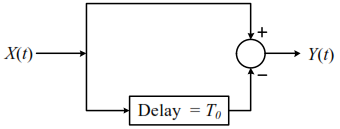 +
X(t)
Y(t)
−
Delay = T₀